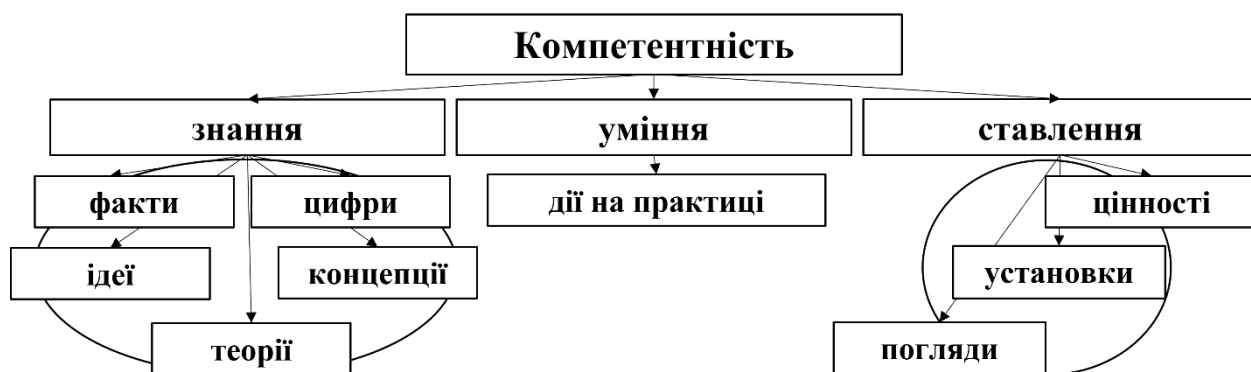 Компетентність
знання
уміння
ставлення
факти
цифри
дії на практиці
цінності
ідеї
концепції
установки
теорії
погляди